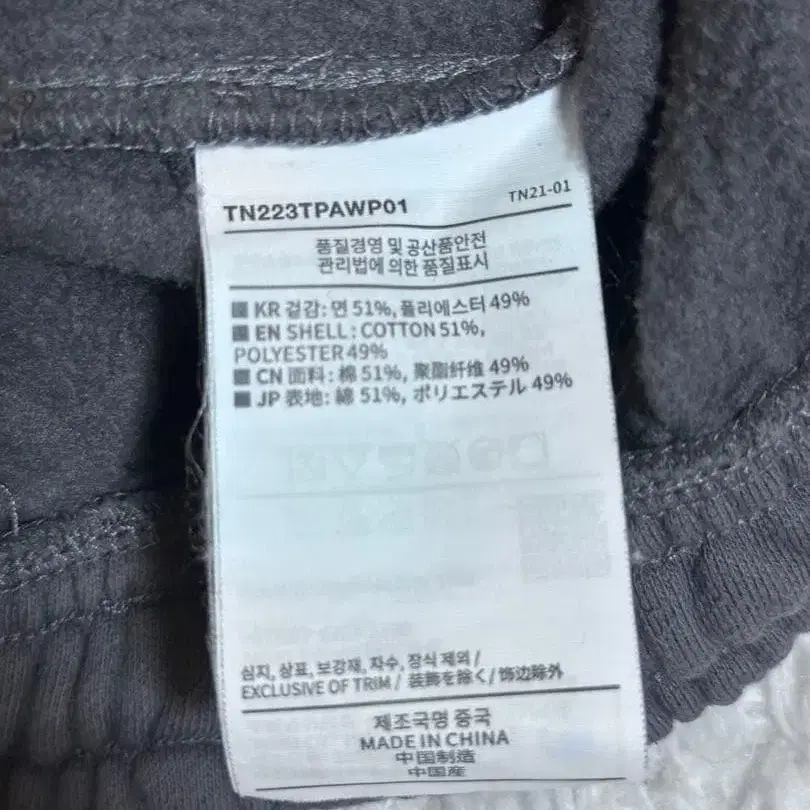 TN223TPAWP01
TN21-01
품질경영 및 공산품안전
관리법에 의한 품질표시
KR 겉감: 면 51%, 폴리에스터 49%
EN SHELL: COTTON 51%,
POLYESTER 49%
CN 面料: 棉 51%, 聚脂纤维 49%
JP 表地: 綿 51%, ポリエステル 49%
심지, 상표, 보강재, 자수, 장식 제외 /
EXCLUSIVE OF TRIM / 装飾を除く / 饰边除外
제조국명 중국
MADE IN CHINA
中国制造
中国産